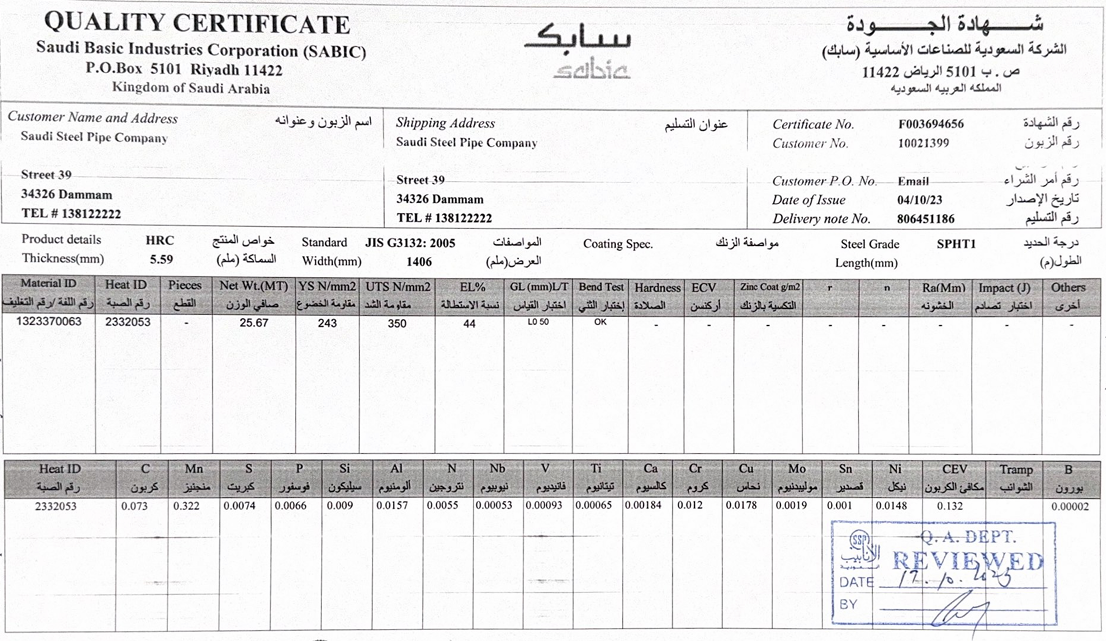 QUALITY CERTIFICATE
Saudi Basic Industries Corporation (SABIC)
P.O.Box 5101 Riyadh 11422
Kingdom of Saudi Arabia
سابك
sabic
شهادة الجودة
الشركة السعودية للصناعات الأساسية (سابك)
ص . ب 5101 الرياض 11422
المملكه العربيه السعوديه
Customer Name and Address اسم الزبون وعنوانه
Saudi Steel Pipe Company
Street 39
34326 Dammam
TEL # 138122222
Shipping Address عنوان التسليم
Saudi Steel Pipe Company
Street 39
34326 Dammam
TEL # 138122222
Certificate No. F003694656 رقم الشهادة
Customer No. 10021399 رقم الزبون
Customer P.O. No. Email رقم أمر الشراء
Date of Issue 04/10/23 تاريخ الإصدار
Delivery note No. 806451186 رقم التسليم
Product details HRC خواص المنتج Standard JIS G3132: 2005 المواصفات Coating Spec. مواصفة الزنك Steel Grade SPHT1 درجة الحديد
Thickness(mm) 5.59 السماكة (ملم) Width(mm) 1406 العرض(ملم) Length(mm) الطول(م)
Material ID Heat ID Pieces Net Wt.(MT) YS N/mm2 UTS N/mm2 EL% GL (mm)L/T Bend Test Hardness ECV Zinc Coat g/m2 r n Ra(Mm) Impact (J) Others
رقم اللفة /رقم التغليف رقم الصبة القطع صافي الوزن مقاومة الخضوع مقاومة الشد نسبة الاستطالة اختبار القياس إختبار الثني الصلادة أركنسن التكسية بالزنك الخشونه اختبار تصادم أخرى
1323370063 2332053 - 25.67 243 350 44 L0 50 OK - - - - - - - -
Heat ID C Mn S P Si Al N Nb V Ti Ca Cr Cu Mo Sn Ni CEV Tramp B
رقم الصبة كربون منجنيز كبريت فوسفور سيليكون ألومنيوم نتروجين نيوبيوم فانيديوم تيتانيوم كالسيوم كروم نحاس موليبدنيوم قصدير نيكل مكافئ الكربون الشوائب بورون
2332053 0.073 0.322 0.0074 0.0066 0.009 0.0157 0.0055 0.00053 0.00093 0.00065 0.00184 0.012 0.0178 0.0019 0.001 0.0148 0.132 0.00002
SSP
الأنابيب
Q. A. DEPT.
REVIEWED
DATE 17.10.2023
BY